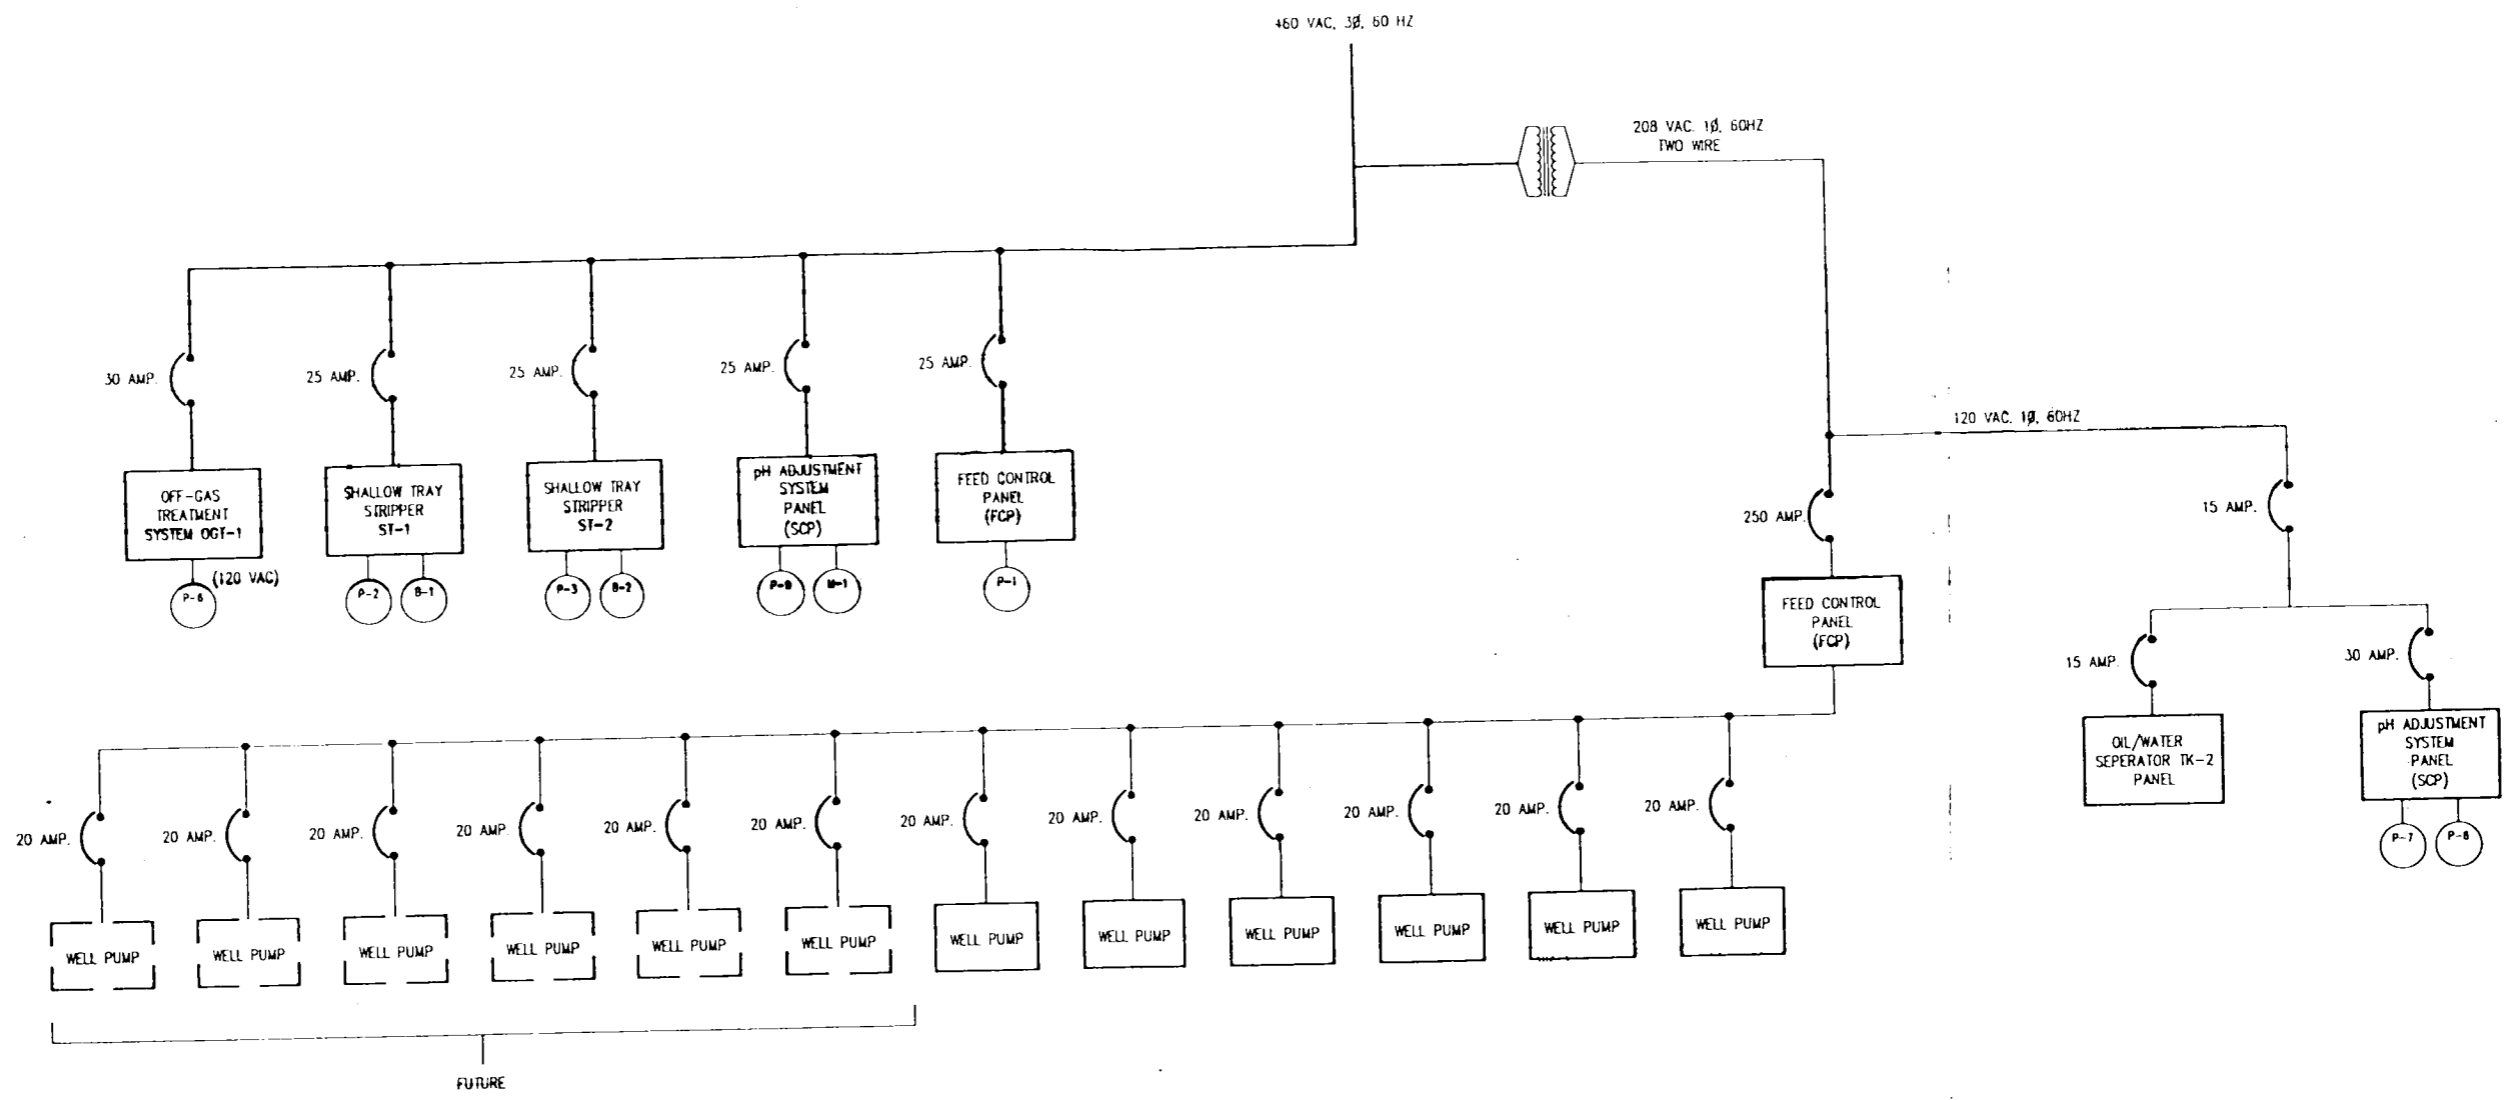 460 VAC, 3Ø, 60 HZ
208 VAC. 1Ø, 60HZ
TWO WIRE
120 VAC. 1Ø, 60HZ
30 AMP.
25 AMP.
25 AMP.
25 AMP.
25 AMP.
250 AMP.
15 AMP.
OFF-GAS
TREATMENT
SYSTEM OGT-1
SHALLOW TRAY
STRIPPER
ST-1
SHALLOW TRAY
STRIPPER
ST-2
pH ADJUSTMENT
SYSTEM
PANEL
(SCP)
FEED CONTROL
PANEL
(FCP)
(120 VAC)
P-6
P-2
B-1
P-3
B-2
P-9
M-1
P-1
FEED CONTROL
PANEL
(FCP)
15 AMP.
30 AMP.
OIL/WATER
SEPERATOR TK-2
PANEL
pH ADJUSTMENT
SYSTEM
PANEL
(SCP)
P-7
P-8
20 AMP.
20 AMP.
20 AMP.
20 AMP.
20 AMP.
20 AMP.
20 AMP.
20 AMP.
20 AMP.
20 AMP.
20 AMP.
20 AMP.
WELL PUMP
WELL PUMP
WELL PUMP
WELL PUMP
WELL PUMP
WELL PUMP
WELL PUMP
WELL PUMP
WELL PUMP
WELL PUMP
WELL PUMP
WELL PUMP
FUTURE